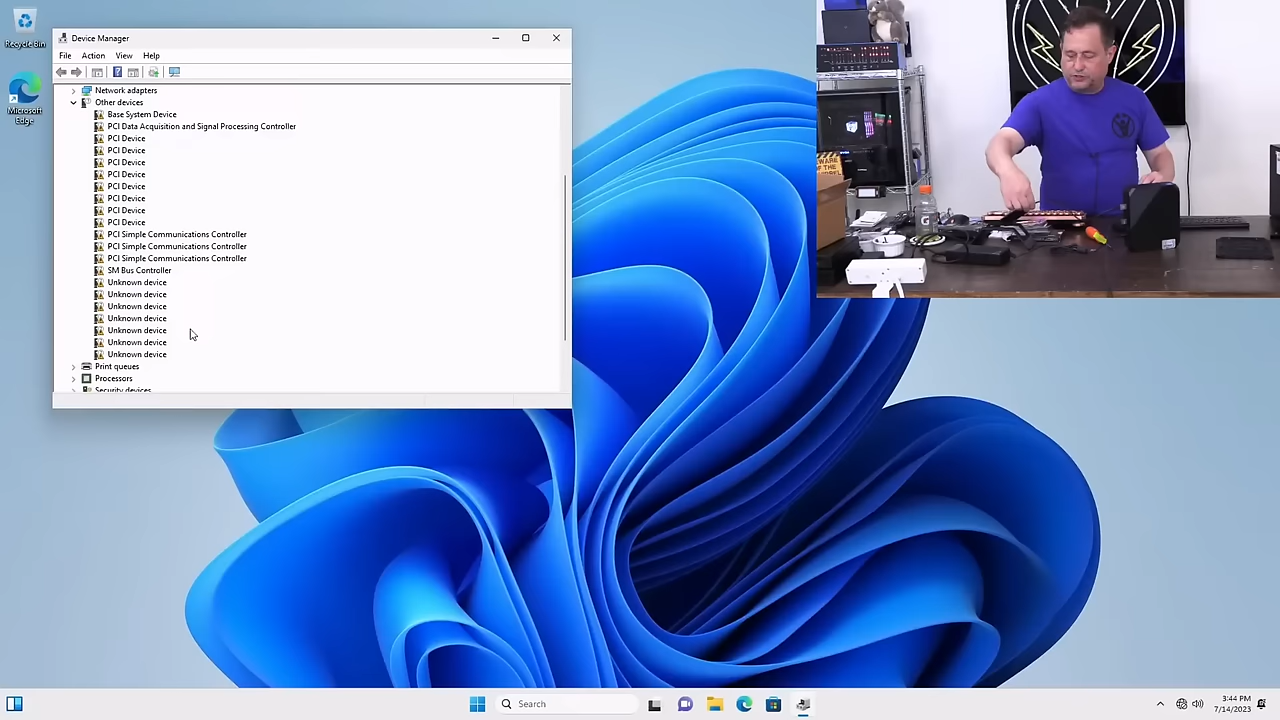 Recycle Bin
Microsoft
Edge
Device Manager
File Action View Help
Network adapters
Other devices
Base System Device
PCI Data Acquisition and Signal Processing Controller
PCI Device
PCI Device
PCI Device
PCI Device
PCI Device
PCI Device
PCI Device
PCI Device
PCI Simple Communications Controller
PCI Simple Communications Controller
PCI Simple Communications Controller
SM Bus Controller
Unknown device
Unknown device
Unknown device
Unknown device
Unknown device
Unknown device
Unknown device
Print queues
Processors
Security devices
Search
3:44 PM
7/14/2023